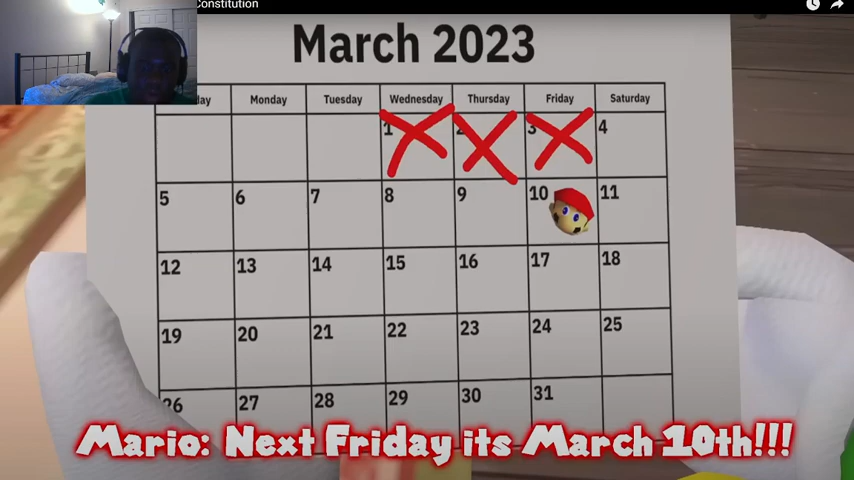 Constitution
March 2023
day Monday Tuesday Wednesday Thursday Friday Saturday
1 2 3 4
5 6 7 8 9 10 11
12 13 14 15 16 17 18
19 20 21 22 23 24 25
26 27 28 29 30 31
Mario: Next Friday its March 10th!!!